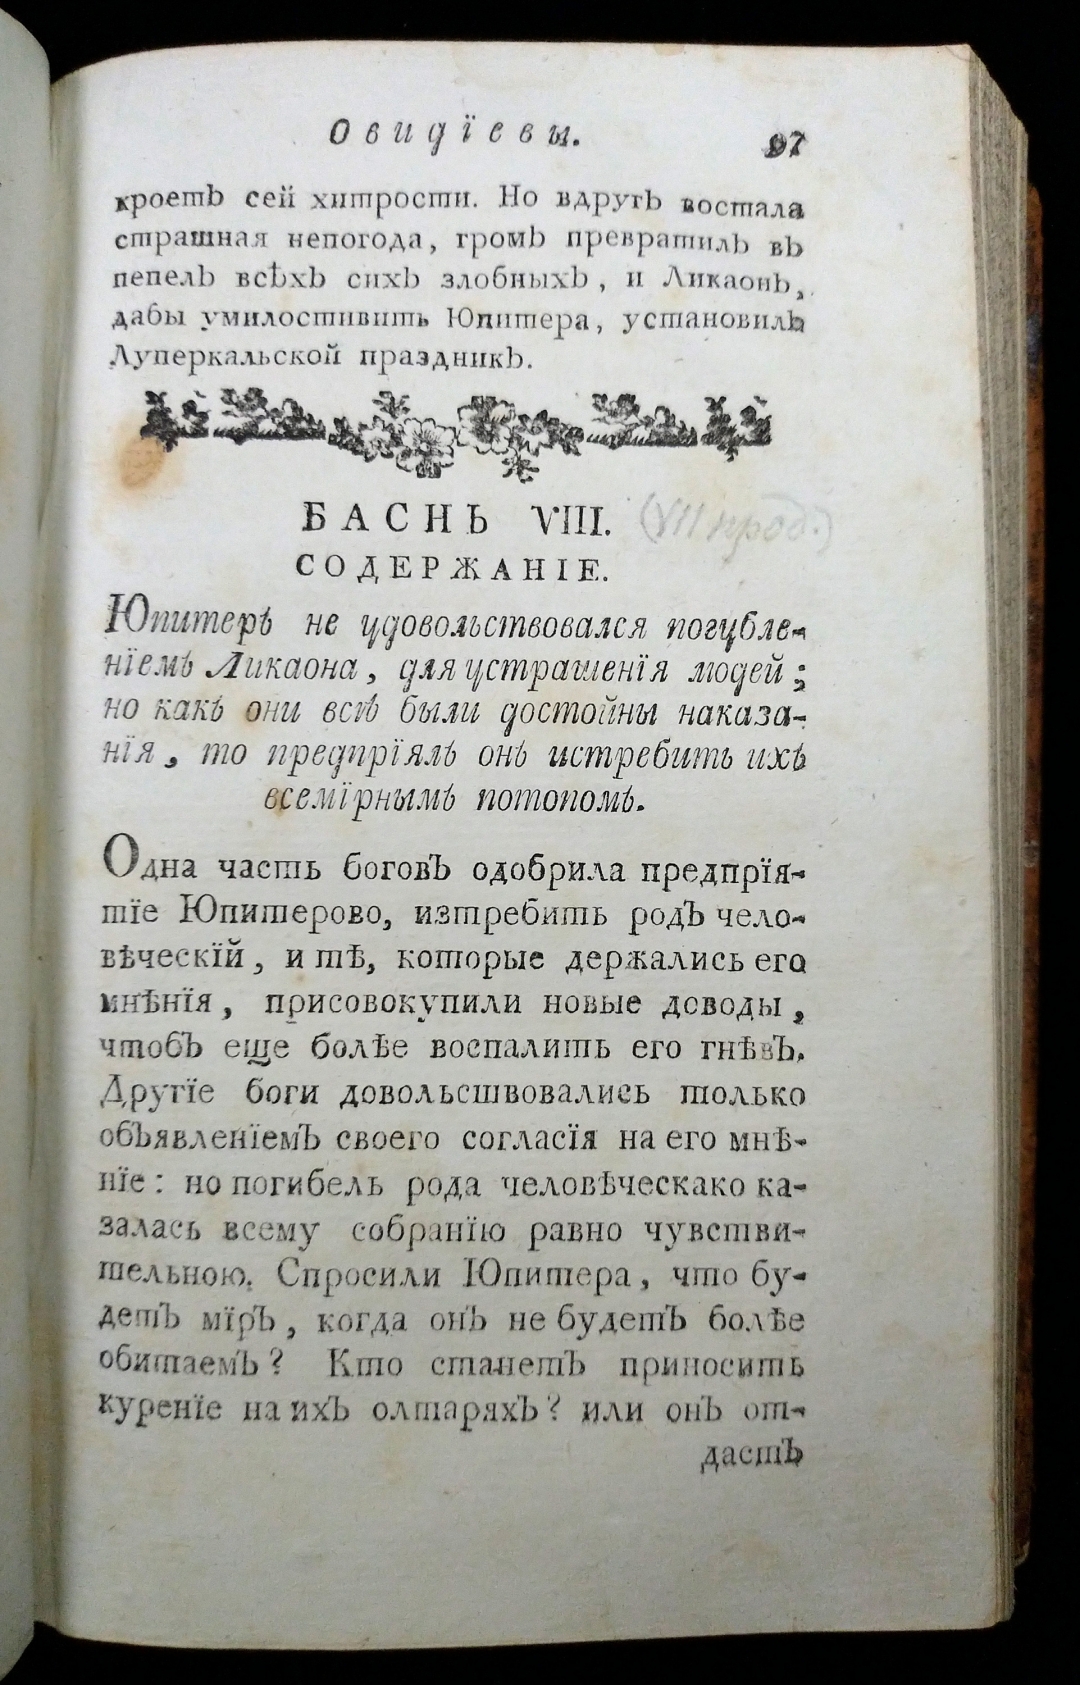 Овидїевы. 97
кроетъ сей хитрости. Но вдругъ востала
страшная непогода, громъ превратилъ въ
пепелъ всѣхъ сихъ злобныхъ, и Ликаонъ,
дабы умилостивить Юпитера, установилъ
Луперкальской праздникъ.
БАСНЬ VIII. (VII прод.)
СОДЕРЖАНІЕ.
Юпитеръ не удовольствовался погубле-
нїемъ Ликаона, для устрашенїя людей;
но какъ они всѣ были достойны наказа-
нїя, то предпрїялъ онъ истребить ихъ
всемїрнымъ потопомъ.
Одна часть боговъ одобрила предпрїя-
тїе Юпитерово, изтребить родъ чело-
вѣческїй, и тѣ, которые держались его
мнѣнїя, присовокупили новые доводы,
чтобъ еще болѣе воспалить его гнѣвъ.
Другїе боги довольствовались только
объявленїемъ своего согласїя на его мнѣ-
нїе: но погибель рода человѣческако ка-
залась всему собранїю равно чувстви-
тельною. Спросили Юпитера, что бу-
детъ мїръ, когда онъ не будетъ болѣе
обитаемъ? Кто станетъ приносить
куренїе на ихъ олтаряхъ? или онъ от-
дастъ